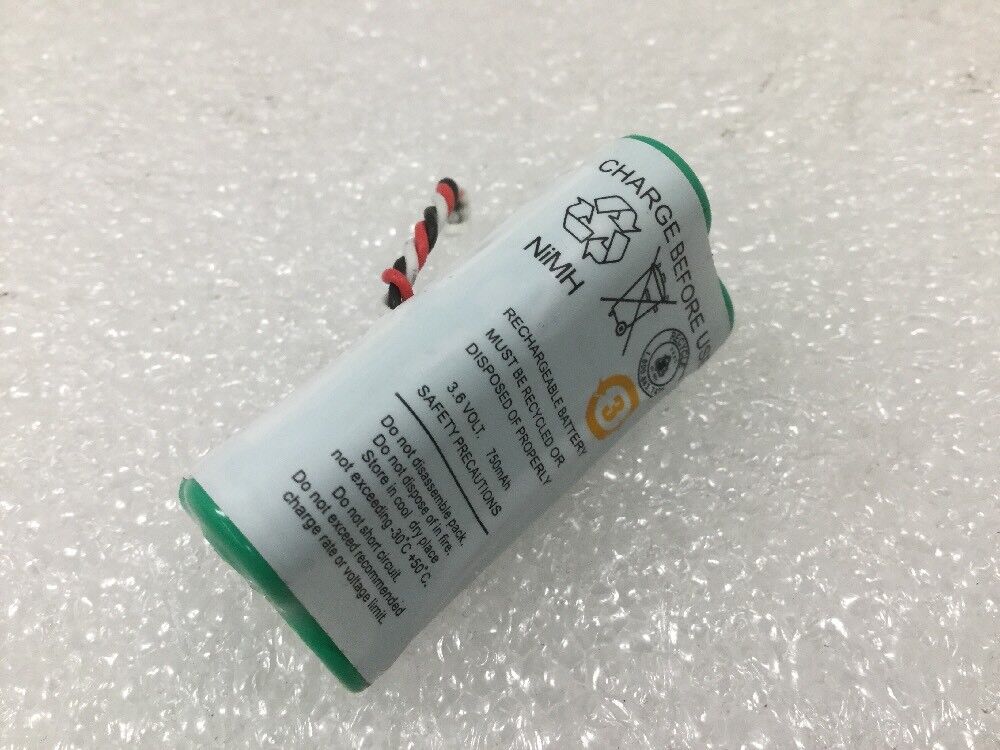 CHARGE BEFORE US
NiMH
RECHARGEABLE BATTERY
MUST BE RECYCLED OR
DISPOSED OF PROPERLY
3
3.6 VOLT, 750mAh
SAFETY PRECAUTIONS
Do not disassemble pack.
Do not dispose of in fire.
Store in cool, dry place
not exceeding -30°C +50°C.
Do not short circuit.
Do not exceed recommended
charge rate or voltage limit.